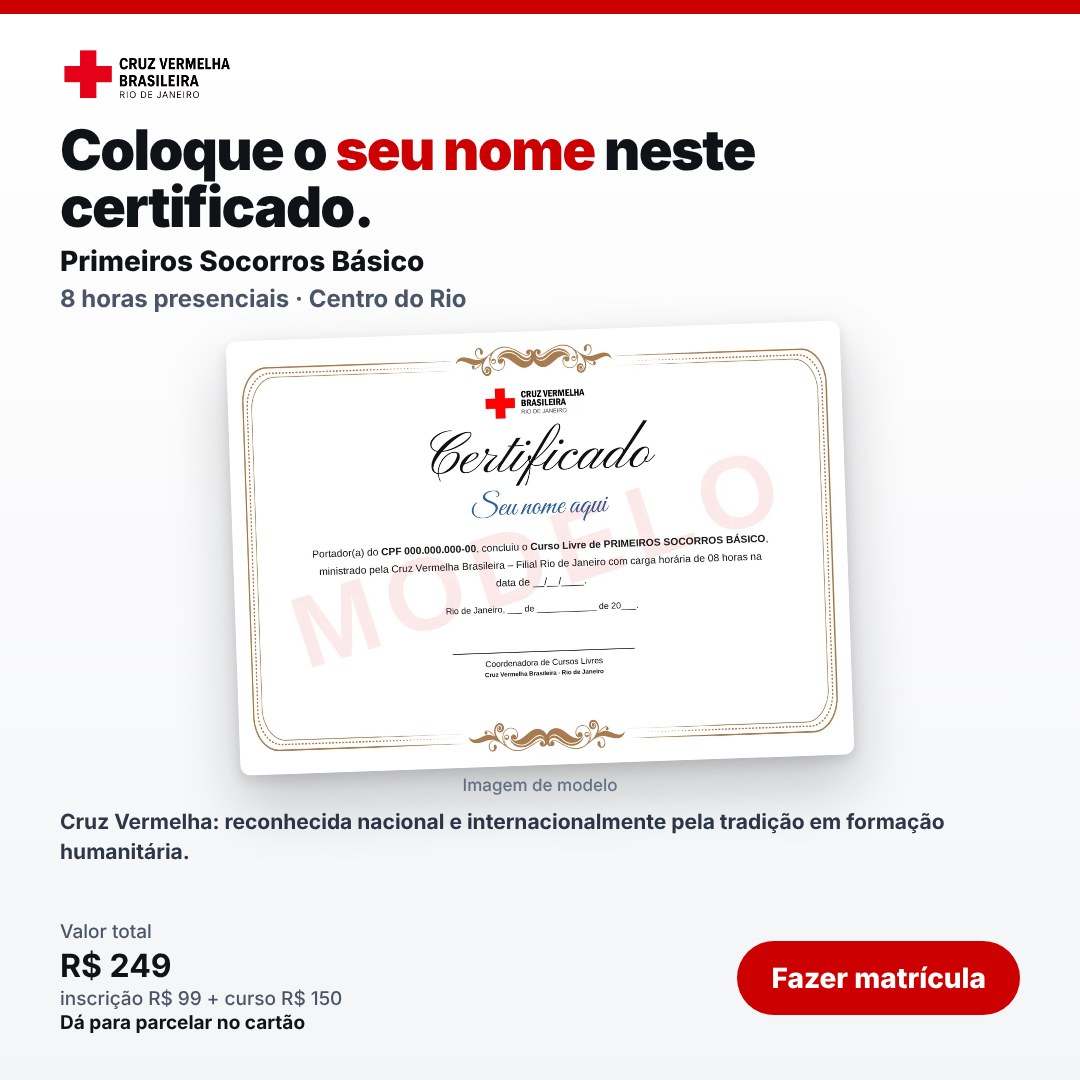 CRUZ VERMELHA
BRASILEIRA
RIO DE JANEIRO
Coloque o seu nome neste
certificado.
Primeiros Socorros Básico
8 horas presenciais · Centro do Rio
CRUZ VERMELHA
BRASILEIRA
RIO DE JANEIRO
Certificado
Seu nome aqui
MODELO
Portador(a) do CPF 000.000.000-00, concluiu o Curso Livre de PRIMEIROS SOCORROS BÁSICO,
ministrado pela Cruz Vermelha Brasileira – Filial Rio de Janeiro com carga horária de 08 horas na
data de __/__/____.
Rio de Janeiro, ___ de ____________ de 20___.
Coordenadora de Cursos Livres
Cruz Vermelha Brasileira - Rio de Janeiro
Imagem de modelo
Cruz Vermelha: reconhecida nacional e internacionalmente pela tradição em formação
humanitária.
Valor total
R$ 249
inscrição R$ 99 + curso R$ 150
Dá para parcelar no cartão
Fazer matrícula